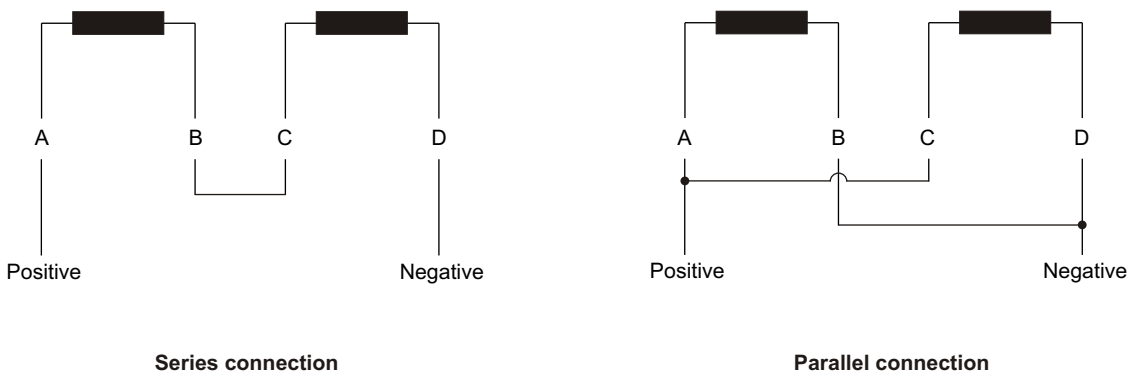 A B C D
Positive Negative
Series connection
A B C D
Positive Negative
Parallel connection